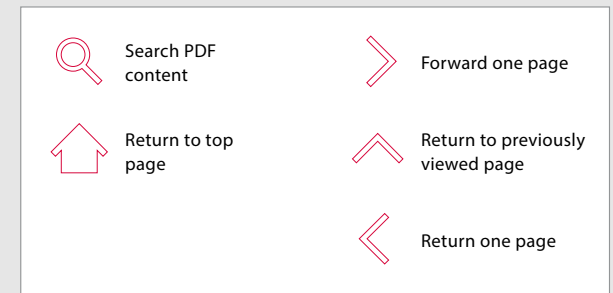 Search PDF
content
Return to top
page
Forward one page
Return to previously
viewed page
Return one page